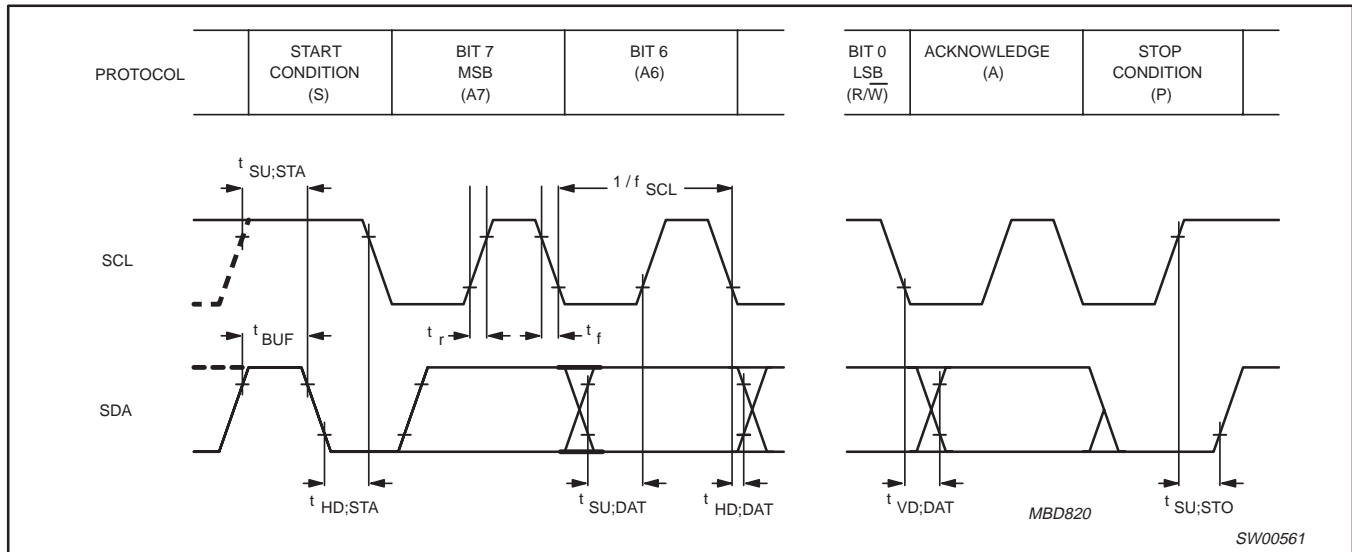 PROTOCOL
START
CONDITION
(S)
BIT 7
MSB
(A7)
BIT 6
(A6)
BIT 0
LSB
(R/W̅)
ACKNOWLEDGE
(A)
STOP
CONDITION
(P)
t SU;STA
1 / f SCL
SCL
t BUF
t r
t f
SDA
t HD;STA
t SU;DAT
t HD;DAT
t VD;DAT
MBD820
t SU;STO
SW00561